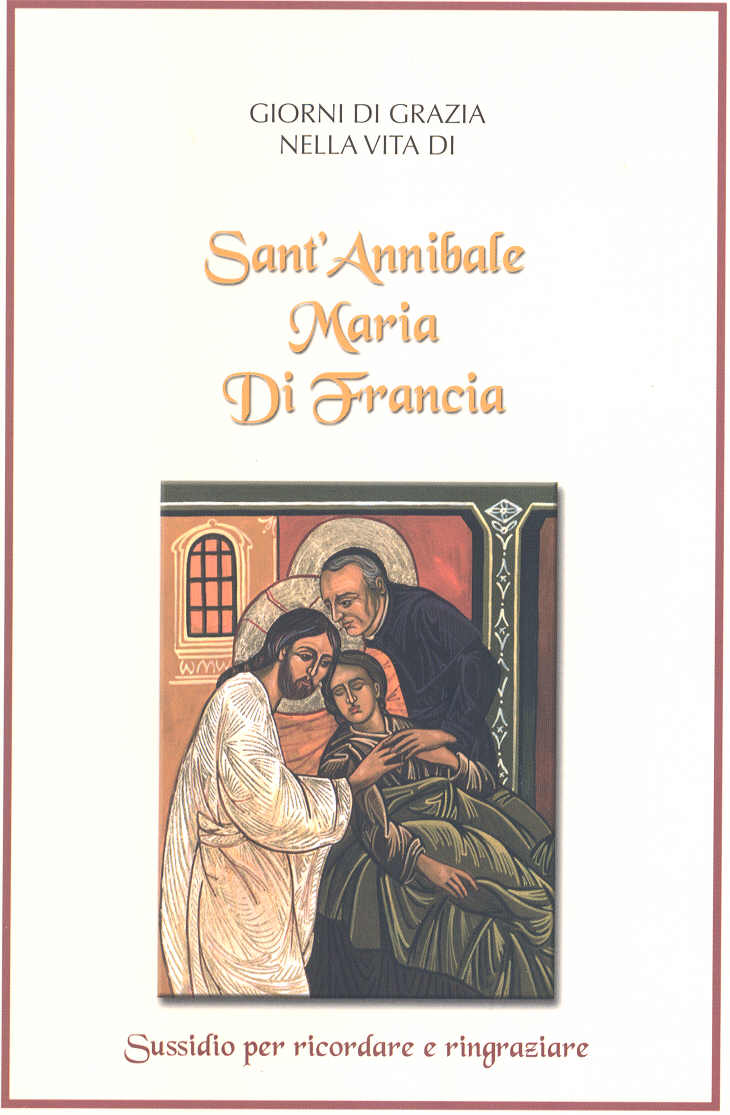 GIORNI DI GRAZIA
NELLA VITA DI
Sant'Annibale
Maria
Di Francia
Sussidio per ricordare e ringraziare